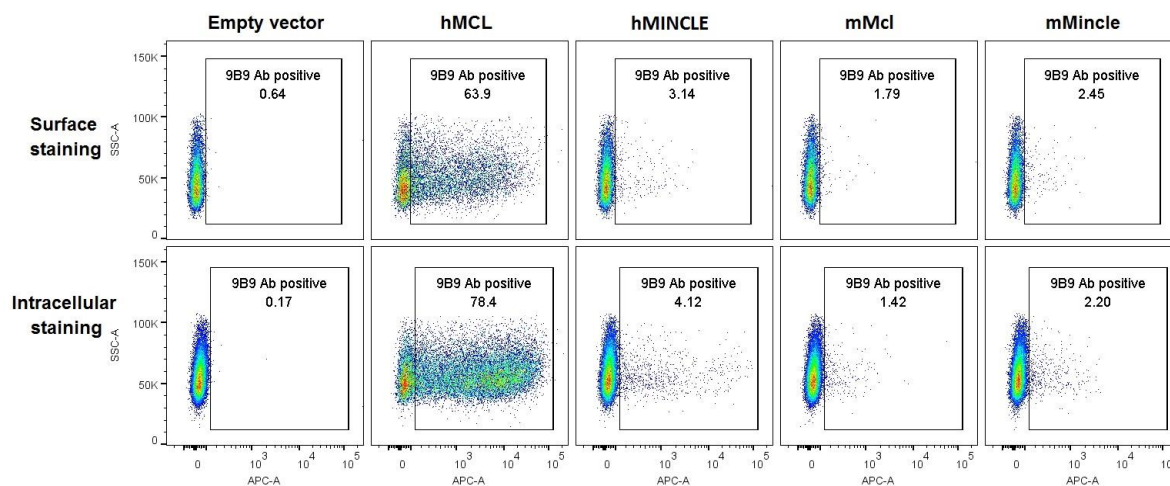 Empty vector hMCL hMINCLE mMcl mMincle
Surface staining
SSC-A
150K
100K
50K
0
9B9 Ab positive
0.64
9B9 Ab positive
63.9
9B9 Ab positive
3.14
9B9 Ab positive
1.79
9B9 Ab positive
2.45
Intracellular staining
SSC-A
150K
100K
50K
0
9B9 Ab positive
0.17
9B9 Ab positive
78.4
9B9 Ab positive
4.12
9B9 Ab positive
1.42
9B9 Ab positive
2.20
0 10^3 10^4 10^5
APC-A
0 10^3 10^4 10^5
APC-A
0 10^3 10^4 10^5
APC-A
0 10^3 10^4 10^5
APC-A
0 10^3 10^4 10^5
APC-A